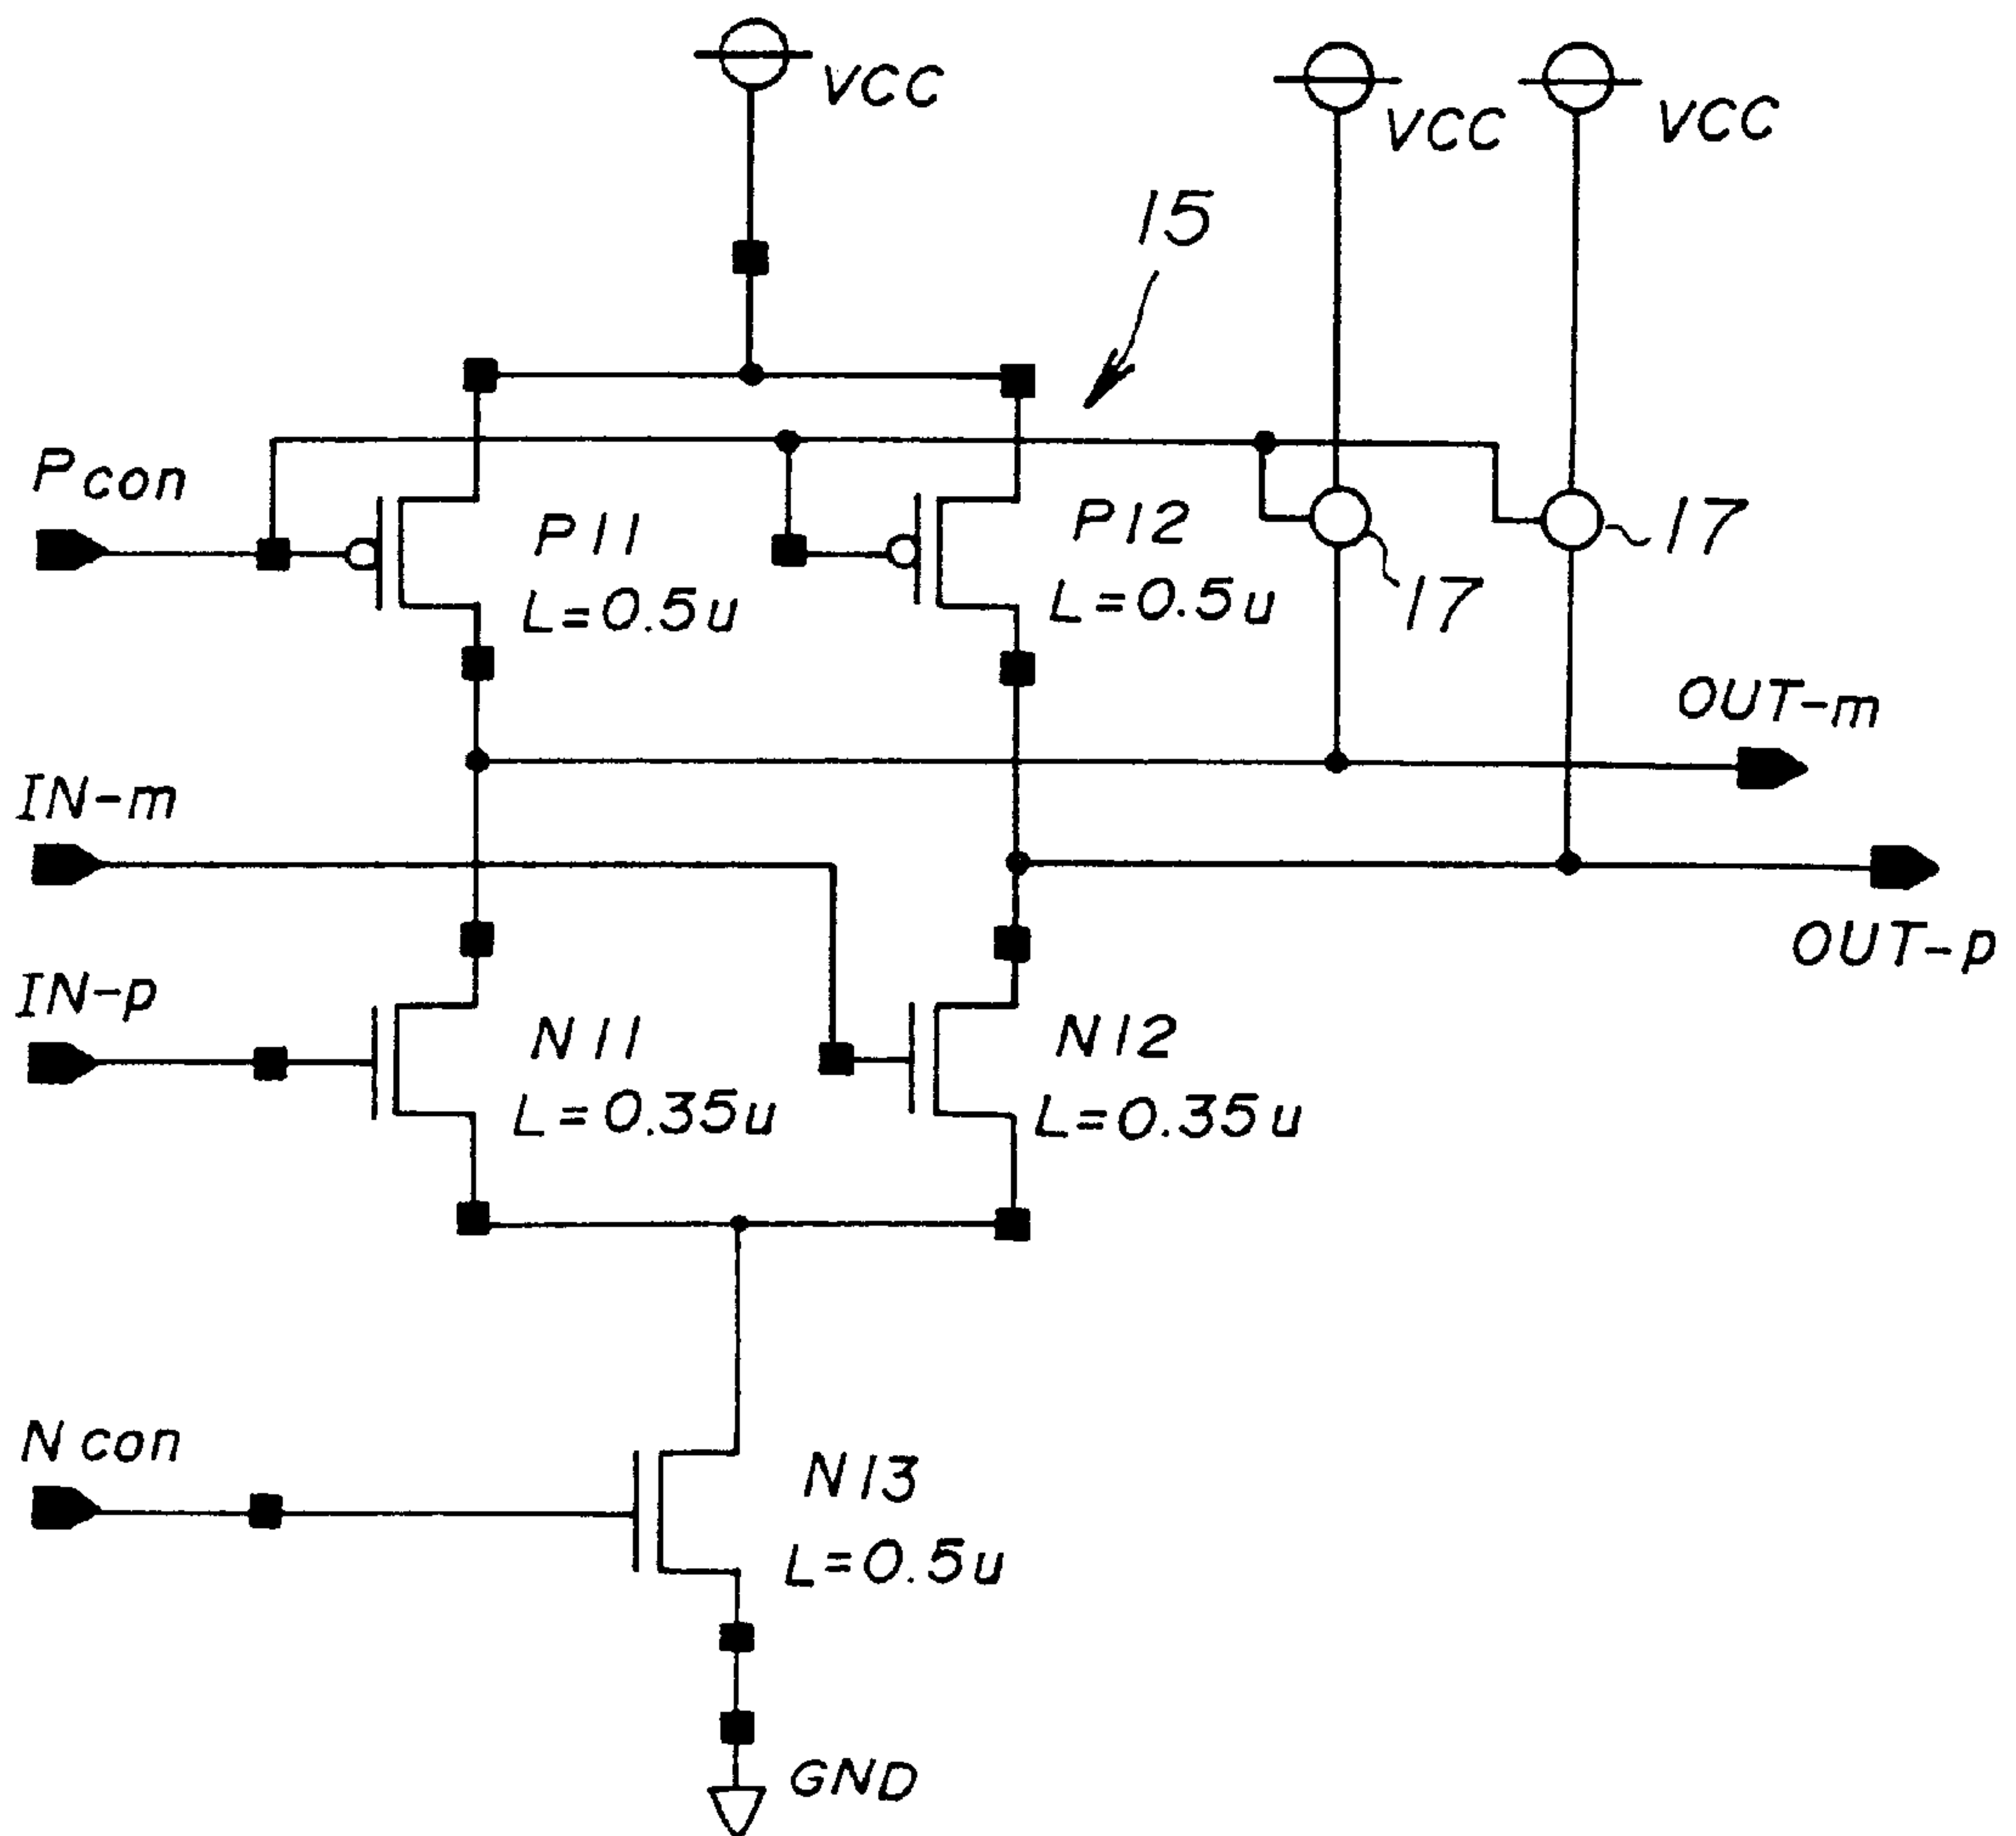 VCC
VCC
VCC
15
Pcon
P11
L=0.5u
P12
L=0.5u
17
17
OUT-m
IN-m
OUT-p
IN-p
N11
L=0.35u
N12
L=0.35u
Ncon
N13
L=0.5u
GND